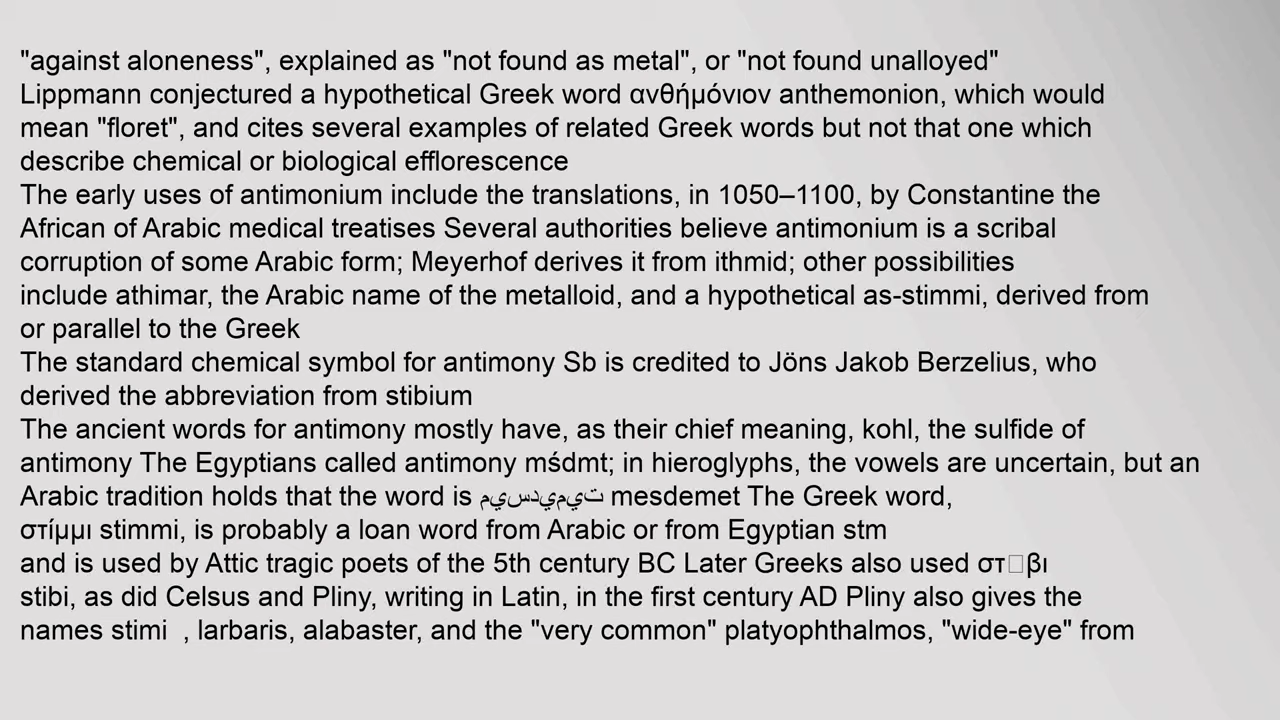 "against aloneness", explained as "not found as metal", or "not found unalloyed"
Lippmann conjectured a hypothetical Greek word ανθήμόνιον anthemonion, which would
mean "floret", and cites several examples of related Greek words but not that one which
describe chemical or biological efflorescence
The early uses of antimonium include the translations, in 1050–1100, by Constantine the
African of Arabic medical treatises Several authorities believe antimonium is a scribal
corruption of some Arabic form; Meyerhof derives it from ithmid; other possibilities
include athimar, the Arabic name of the metalloid, and a hypothetical as-stimmi, derived from
or parallel to the Greek
The standard chemical symbol for antimony Sb is credited to Jöns Jakob Berzelius, who
derived the abbreviation from stibium
The ancient words for antimony mostly have, as their chief meaning, kohl, the sulfide of
antimony The Egyptians called antimony mśdmt; in hieroglyphs, the vowels are uncertain, but an
Arabic tradition holds that the word is ميسديميت mesdemet The Greek word,
στίμμι stimmi, is probably a loan word from Arabic or from Egyptian stm
and is used by Attic tragic poets of the 5th century BC Later Greeks also used στ□βι
stibi, as did Celsus and Pliny, writing in Latin, in the first century AD Pliny also gives the
names stimi , larbaris, alabaster, and the "very common" platyophthalmos, "wide-eye" from